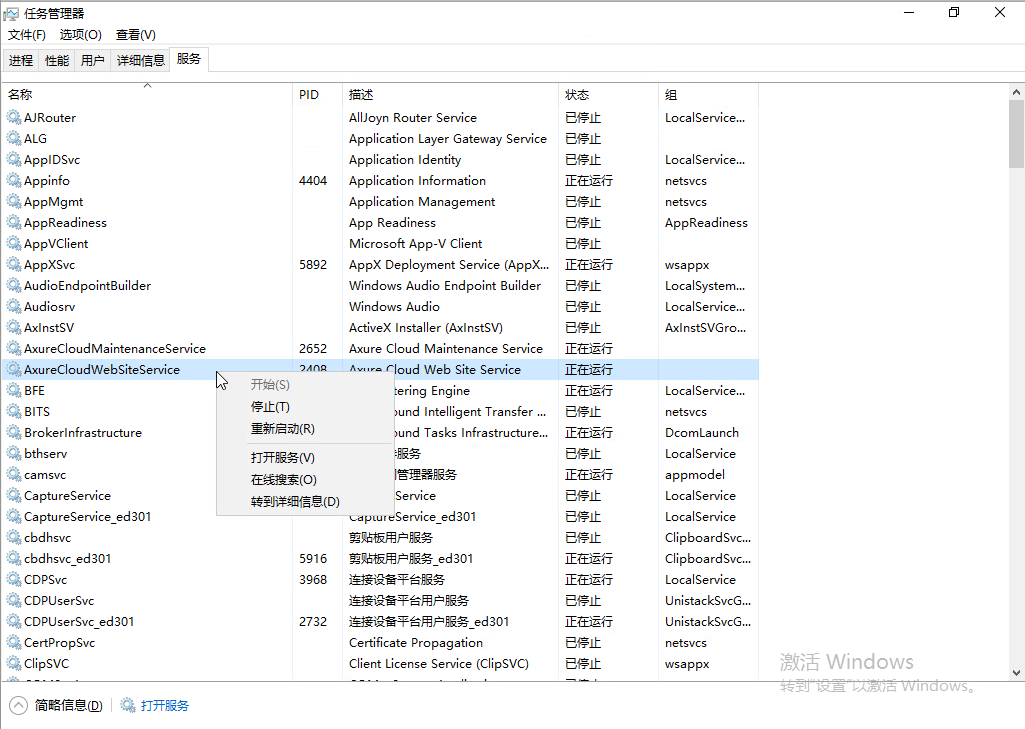 任务管理器
文件(F) 选项(O) 查看(V)
进程 性能 用户 详细信息 服务
名称 PID 描述 状态 组
AJRouter AllJoyn Router Service 已停止 LocalService...
ALG Application Layer Gateway Service 已停止
AppIDSvc Application Identity 已停止 LocalService...
Appinfo 4404 Application Information 正在运行 netsvcs
AppMgmt Application Management 已停止 netsvcs
AppReadiness App Readiness 已停止 AppReadiness
AppVClient Microsoft App-V Client 已停止
AppXSvc 5892 AppX Deployment Service (AppX... 正在运行 wsappx
AudioEndpointBuilder Windows Audio Endpoint Builder 已停止 LocalSystem...
Audiosrv Windows Audio 已停止 LocalService...
AxInstSV ActiveX Installer (AxInstSV) 已停止 AxInstSVGro...
AxureCloudMaintenanceService 2652 Axure Cloud Maintenance Service 正在运行
AxureCloudWebSiteService 2408 Axure Cloud Web Site Service 正在运行
开始(S)
停止(T)
重新启动(R)
打开服务(V)
在线搜索(O)
转到详细信息(D)
BFE tering Engine 正在运行 LocalService...
BITS ound Intelligent Transfer ... 已停止 netsvcs
BrokerInfrastructure ound Tasks Infrastructure... 正在运行 DcomLaunch
bthserv 服务 已停止 LocalService
camsvc 管理器服务 正在运行 appmodel
CaptureService Service 已停止 LocalService
CaptureService_ed301 CaptureService_ed301 已停止 LocalService
cbdhsvc 剪贴板用户服务 已停止 ClipboardSvc...
cbdhsvc_ed301 5916 剪贴板用户服务_ed301 正在运行 ClipboardSvc...
CDPSvc 3968 连接设备平台服务 正在运行 LocalService
CDPUserSvc 连接设备平台用户服务 已停止 UnistackSvcG...
CDPUserSvc_ed301 2732 连接设备平台用户服务_ed301 正在运行 UnistackSvcG...
CertPropSvc Certificate Propagation 已停止 netsvcs
ClipSVC Client License Service (ClipSVC) 已停止 wsappx
激活 Windows
转到"设置"以激活 Windows。
简略信息(D) 打开服务